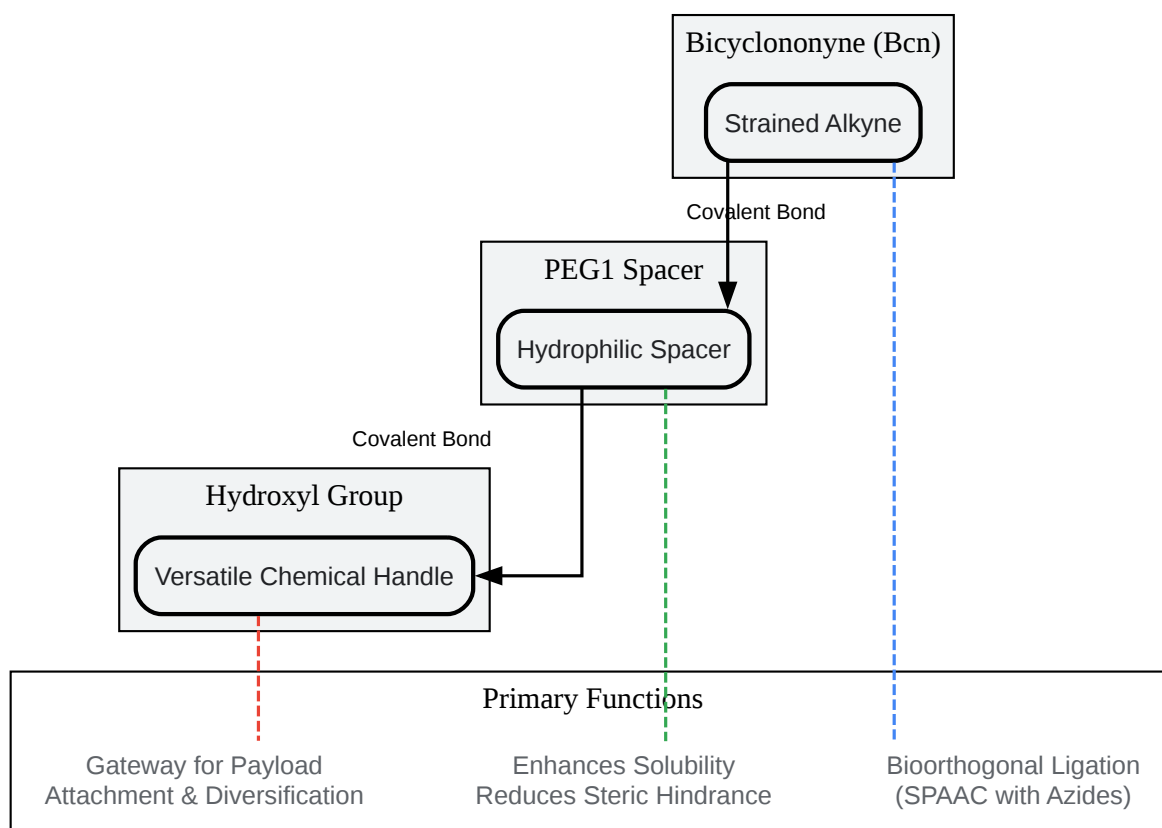 Bicyclononyne (Bcn)
Strained Alkyne
Covalent Bond
PEG1 Spacer
Hydrophilic Spacer
Covalent Bond
Hydroxyl Group
Versatile Chemical Handle
Primary Functions
Gateway for Payload
Attachment & Diversification
Enhances Solubility
Reduces Steric Hindrance
Bioorthogonal Ligation
(SPAAC with Azides)